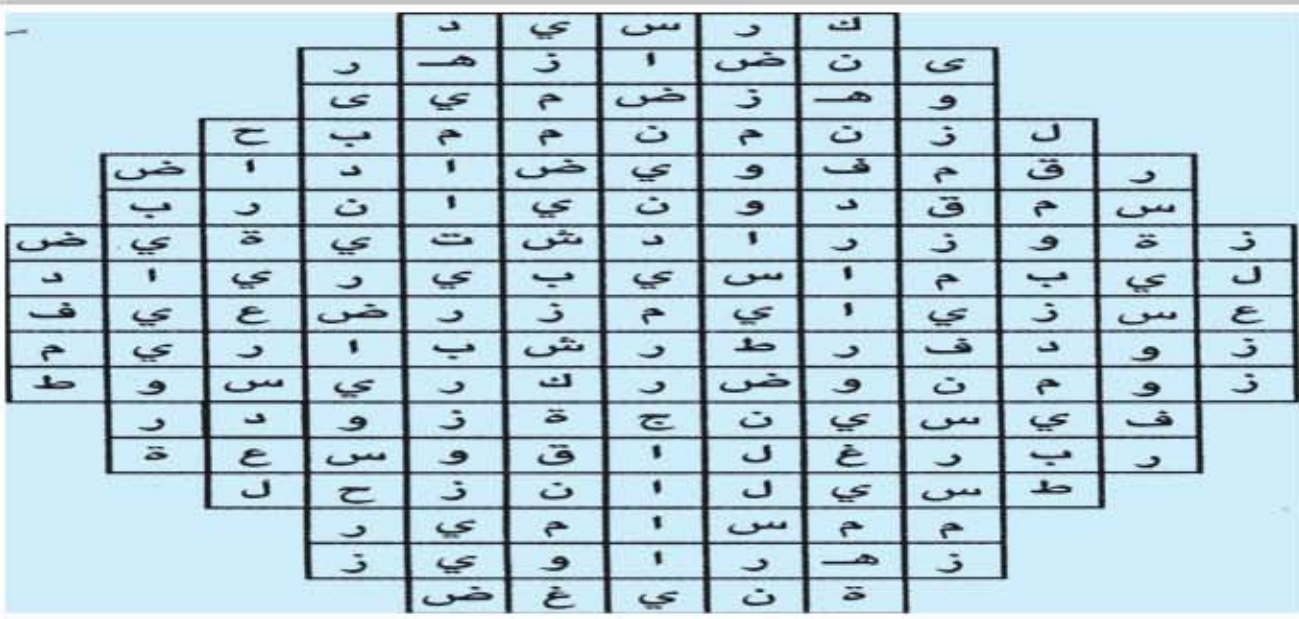 ك ر س ي د
ى ن ض ا ز هـ ر
و هـ ز ض م ي ى
ل ز ن م ن م م ب ح
ر ق م ف و ي ض ا د ا ض
س م ق د و ن ي ا ن ر ب
ز ة و ز ر ا د ش ت ي ة ي ض
ل ي ب م ا س ي ب ي ر ي ا د
ع س ز ي ا ي م ز ر ض ع ي ف
ز و د ف ر ط ر ش ب ا ر ي م
ز و م ن و ض ر ك ر ي س و ط
ف ي س ي ن ج ة ز و د ر
ر ب ر غ ل ا ق و س ع ة
ط س ي ل ا ن ز ح ل
م م س ا م ي ر
ز هـ ر ا و ي ز
ة ن ي غ ض